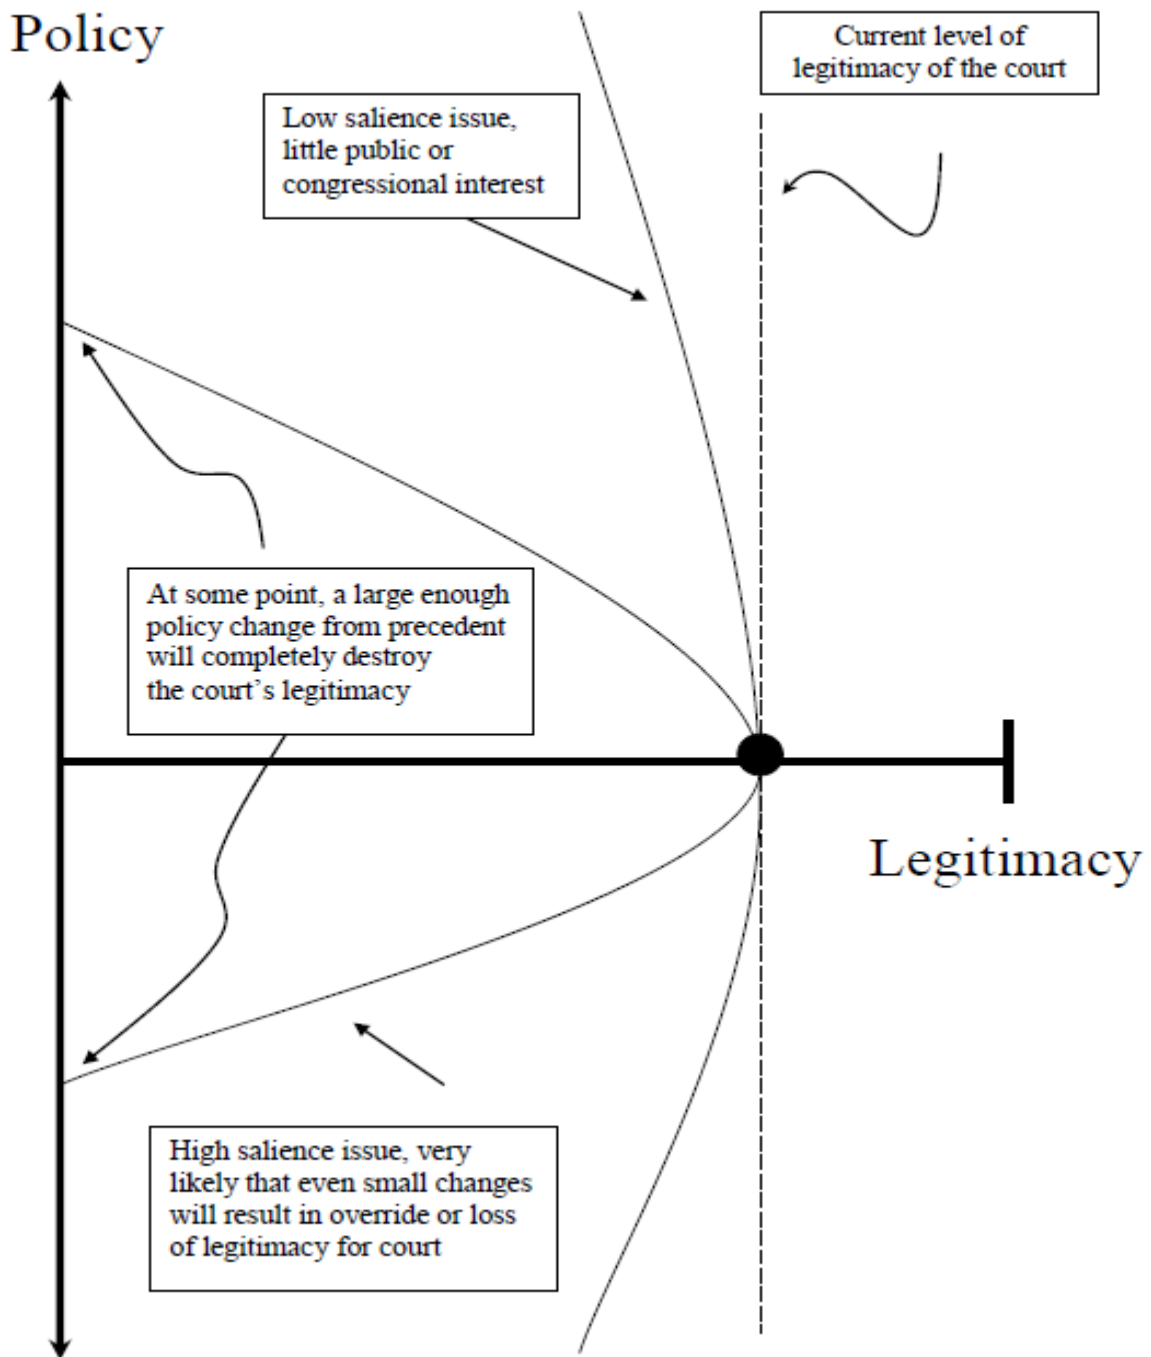 Policy
Current level of
legitimacy of the court
Low salience issue,
little public or
congressional interest
At some point, a large enough
policy change from precedent
will completely destroy
the court's legitimacy
Legitimacy
High salience issue, very
likely that even small changes
will result in override or loss
of legitimacy for court